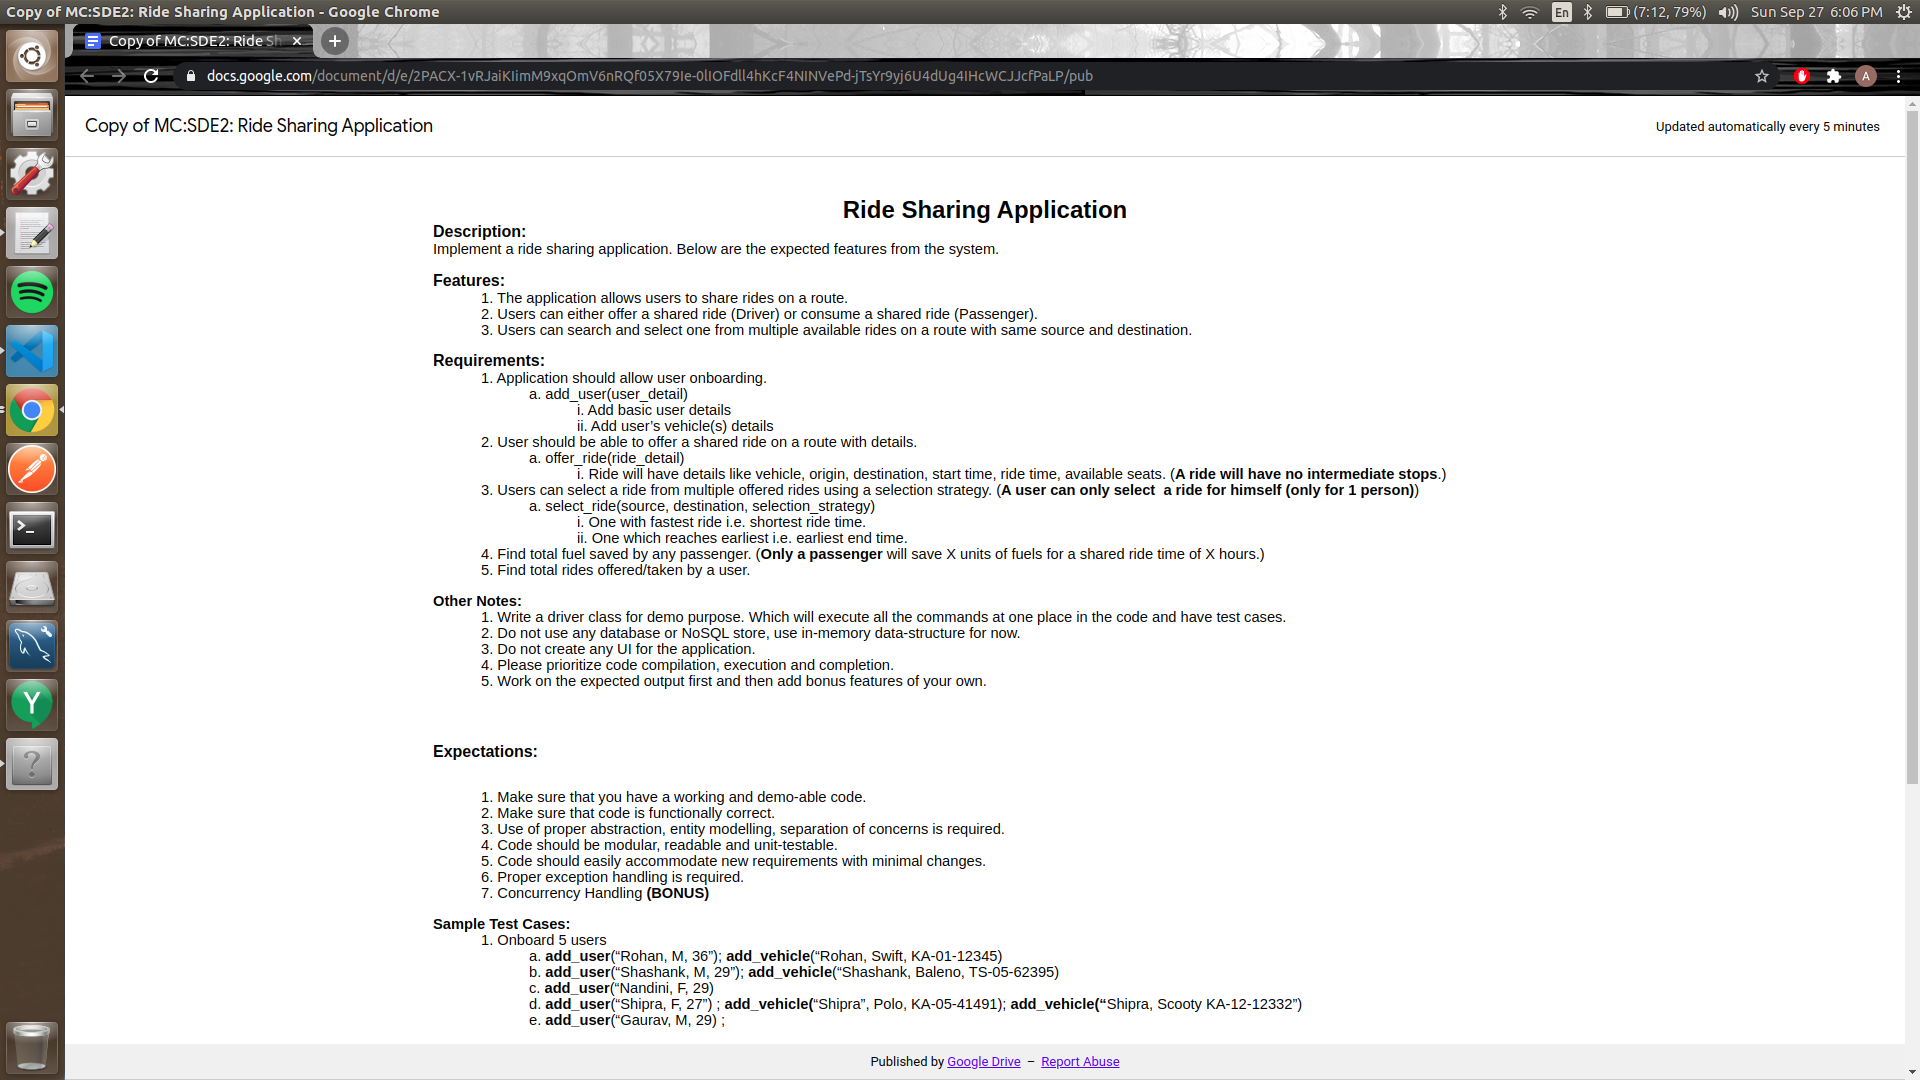 Copy of MC:SDE2: Ride Sharing Application - Google Chrome
En
(7:12, 79%)
Sun Sep 27 6:06 PM
Copy of MC:SDE2: Ride Sh
A
Copy of MC:SDE2: Ride Sharing Application
Updated automatically every 5 minutes
Ride Sharing Application
Description:
Implement a ride sharing application. Below are the expected features from the system.
Features:
1. The application allows users to share rides on a route.
2. Users can either offer a shared ride (Driver) or consume a shared ride (Passenger).
3. Users can search and select one from multiple available rides on a route with same source and destination.
Requirements:
1. Application should allow user onboarding.
a. add_user(user_detail)
i. Add basic user details
ii. Add user’s vehicle(s) details
2. User should be able to offer a shared ride on a route with details.
a. offer_ride(ride_detail)
i. Ride will have details like vehicle, origin, destination, start time, ride time, available seats. (A ride will have no intermediate stops.)
3. Users can select a ride from multiple offered rides using a selection strategy. (A user can only select  a ride for himself (only for 1 person))
a. select_ride(source, destination, selection_strategy)
i. One with fastest ride i.e. shortest ride time.
ii. One which reaches earliest i.e. earliest end time.
4. Find total fuel saved by any passenger. (Only a passenger will save X units of fuels for a shared ride time of X hours.)
5. Find total rides offered/taken by a user.
Other Notes:
1. Write a driver class for demo purpose. Which will execute all the commands at one place in the code and have test cases.
2. Do not use any database or NoSQL store, use in-memory data-structure for now.
3. Do not create any UI for the application.
4. Please prioritize code compilation, execution and completion.
5. Work on the expected output first and then add bonus features of your own.
Expectations:
1. Make sure that you have a working and demo-able code.
2. Make sure that code is functionally correct.
3. Use of proper abstraction, entity modelling, separation of concerns is required.
4. Code should be modular, readable and unit-testable.
5. Code should easily accommodate new requirements with minimal changes.
6. Proper exception handling is required.
7. Concurrency Handling (BONUS)
Sample Test Cases:
1. Onboard 5 users
a. add_user(“Rohan, M, 36”); add_vehicle(“Rohan, Swift, KA-01-12345)
b. add_user(“Shashank, M, 29”); add_vehicle(“Shashank, Baleno, TS-05-62395)
c. add_user(“Nandini, F, 29)
d. add_user(“Shipra, F, 27”) ; add_vehicle(“Shipra”, Polo, KA-05-41491); add_vehicle(“Shipra, Scooty KA-12-12332”)
e. add_user(“Gaurav, M, 29) ;
Published by Google Drive – Report Abuse